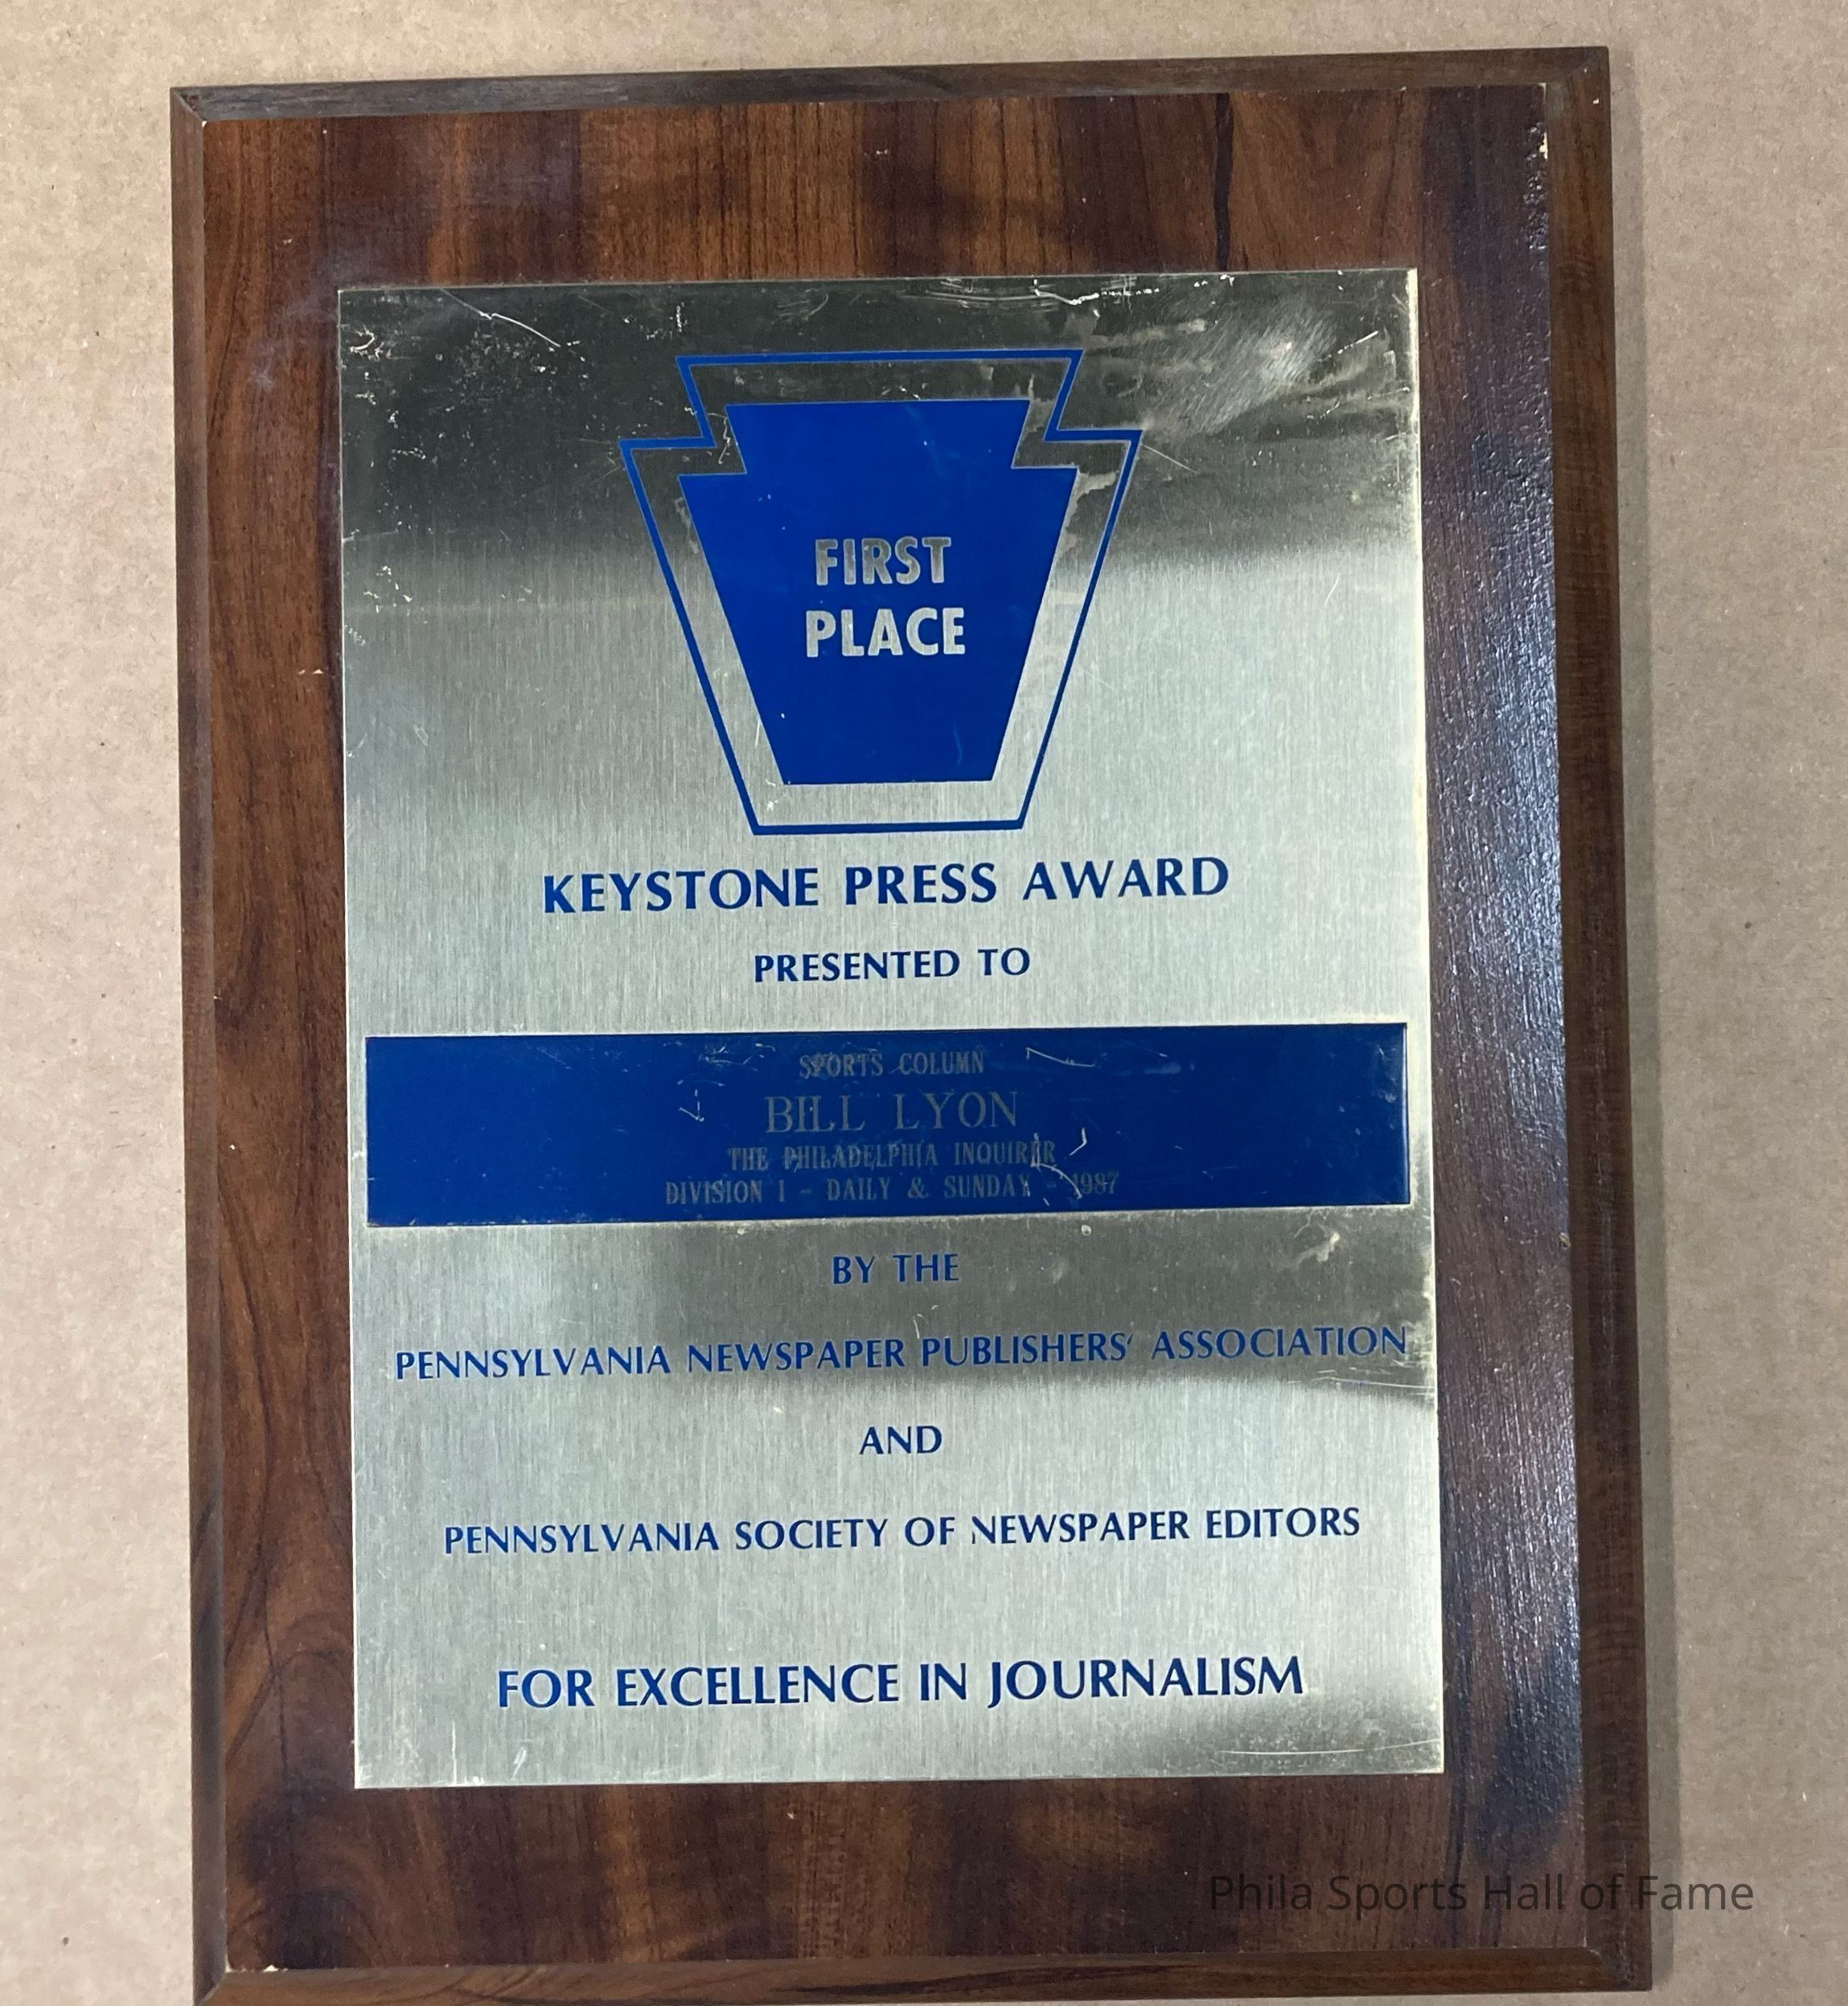 FIRST
PLACE
KEYSTONE PRESS AWARD
PRESENTED TO
SPORTS COLUMN
BILL LYON
THE PHILADELPHIA INQUIRER
DIVISION I - DAILY & SUNDAY - 1987
BY THE
PENNSYLVANIA NEWSPAPER PUBLISHERS' ASSOCIATION
AND
PENNSYLVANIA SOCIETY OF NEWSPAPER EDITORS
FOR EXCELLENCE IN JOURNALISM
Phila Sports Hall of Fame